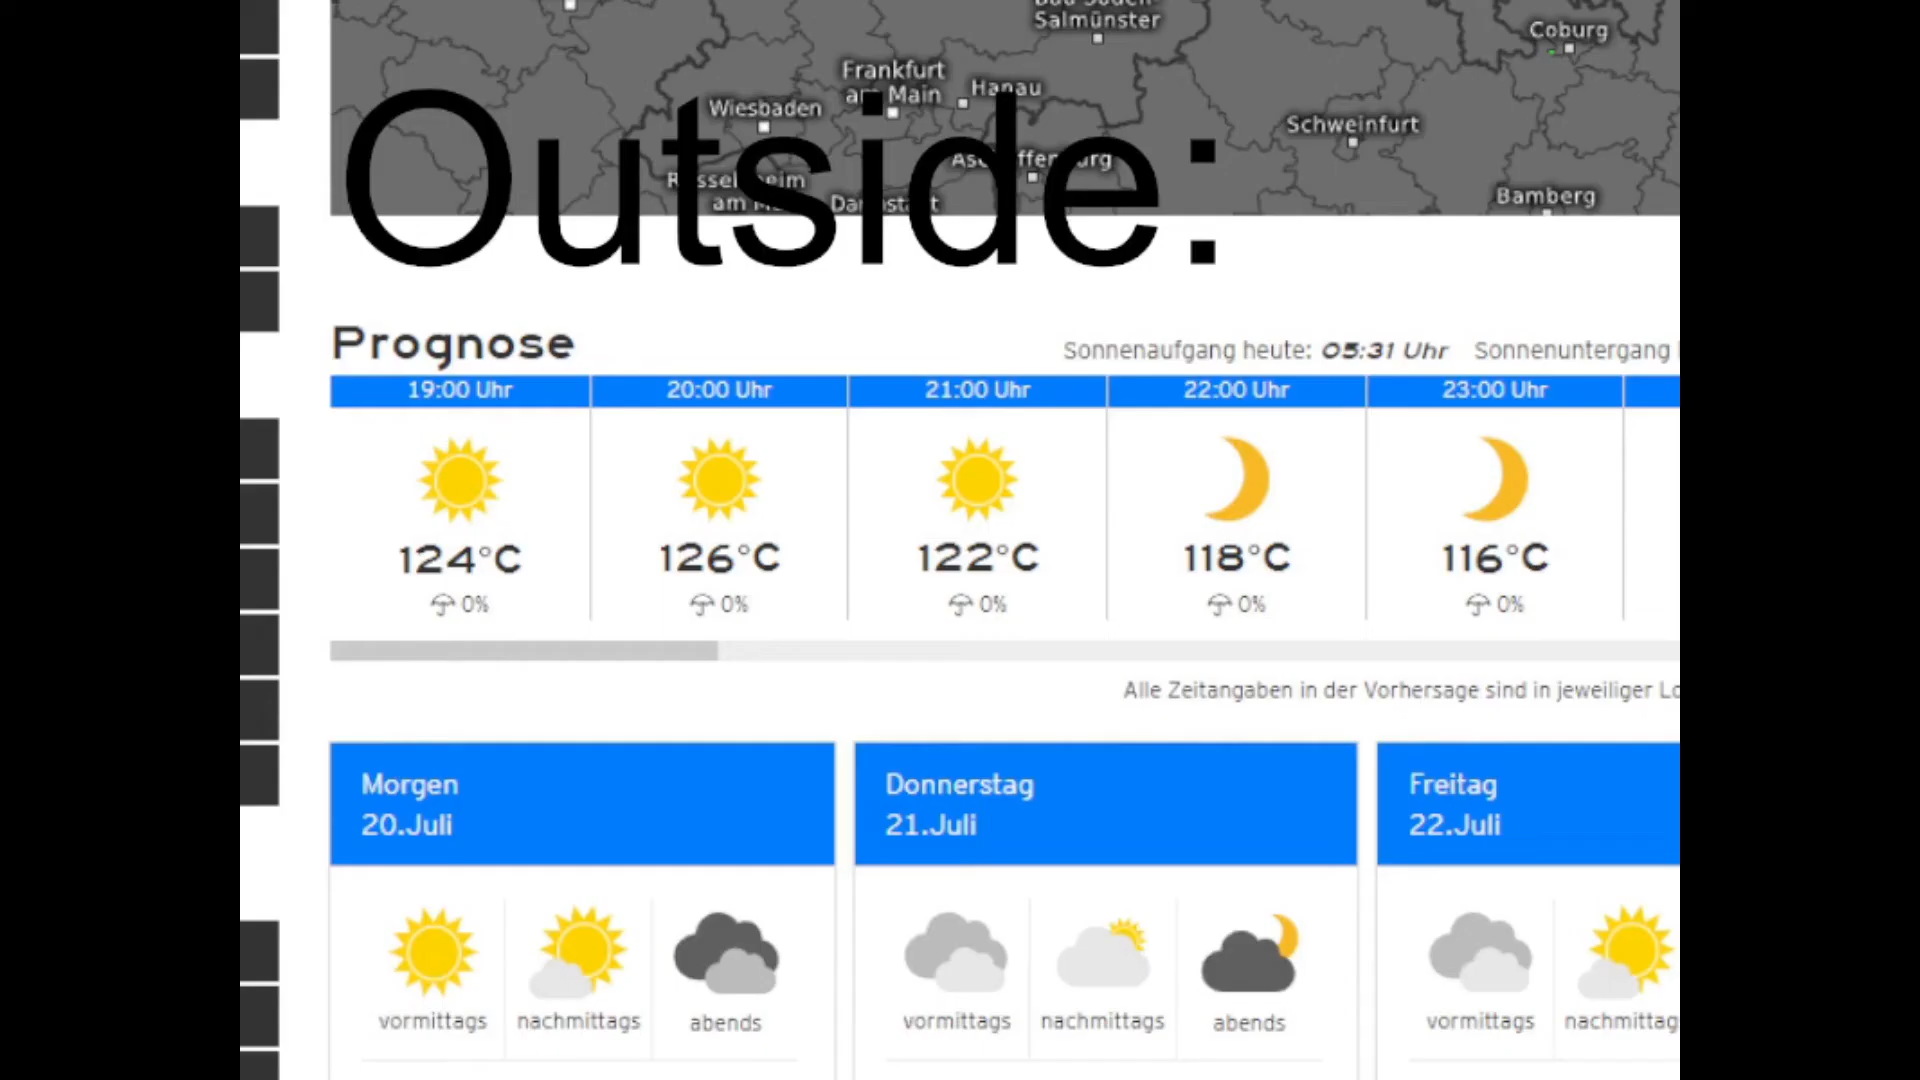 Salmünster
Coburg
Frankfurt
am Main
Hanau
Wiesbaden
Schweinfurt
Bamberg
Outside:
Prognose
Sonnenaufgang heute: 05:31 Uhr Sonnenuntergang
19:00 Uhr 20:00 Uhr 21:00 Uhr 22:00 Uhr 23:00 Uhr
124°C 126°C 122°C 118°C 116°C
0% 0% 0% 0% 0%
Alle Zeitangaben in der Vorhersage sind in jeweiliger Lo
Morgen
20.Juli
Donnerstag
21.Juli
Freitag
22.Juli
vormittags nachmittags abends
vormittags nachmittags abends
vormittags nachmittag